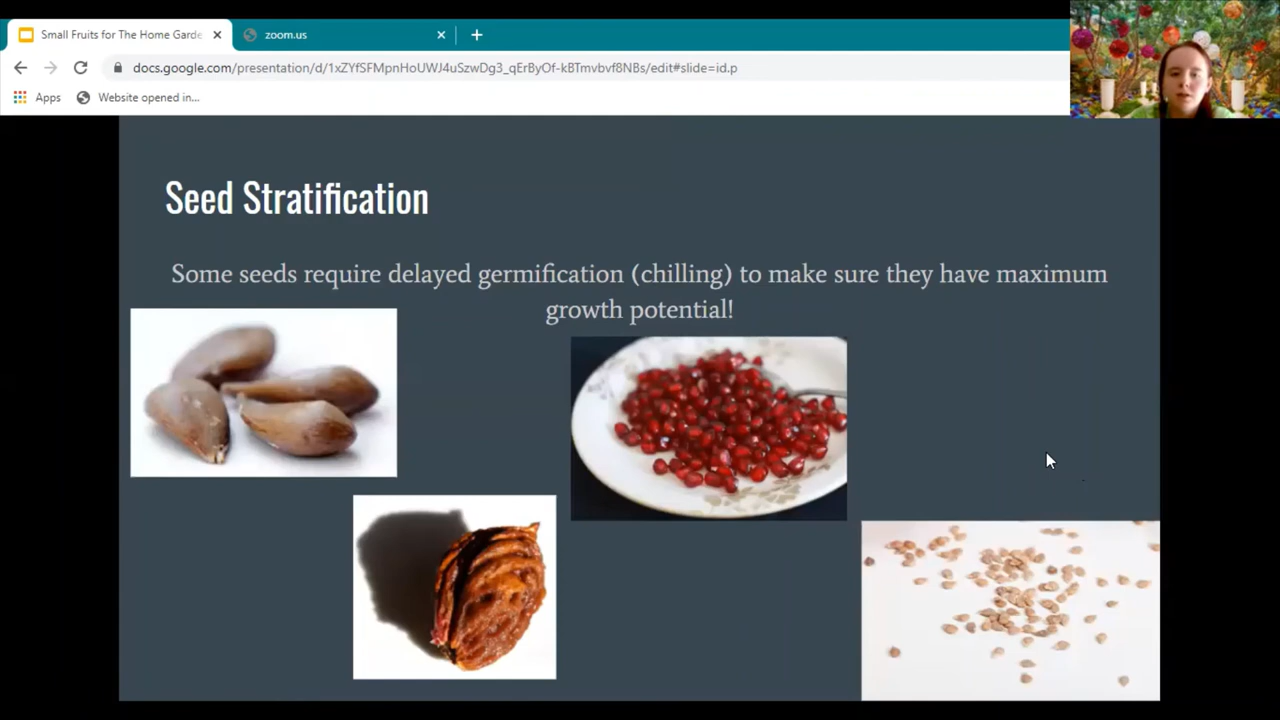 Small Fruits for The Home Garde
zoom.us
docs.google.com/presentation/d/1xZYfSFMpnHoUWJ4uSzwDg3_qErByOf-kBTmvbvf8NBs/edit#slide=id.p
Apps
Website opened in...
Seed Stratification
Some seeds require delayed germification (chilling) to make sure they have maximum
growth potential!